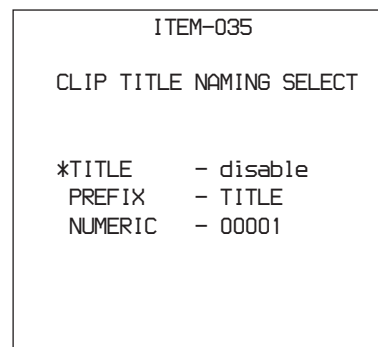 ITEM-035
CLIP TITLE NAMING SELECT
*TITLE – disable
PREFIX – TITLE
NUMERIC – 00001